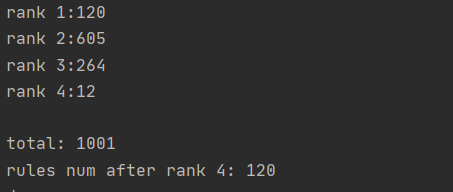 rank 1:120
rank 2:605
rank 3:264
rank 4:12
total: 1001
rules num after rank 4: 120